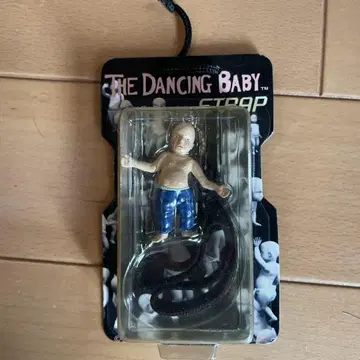 THE DANCING BABY™
STRAP